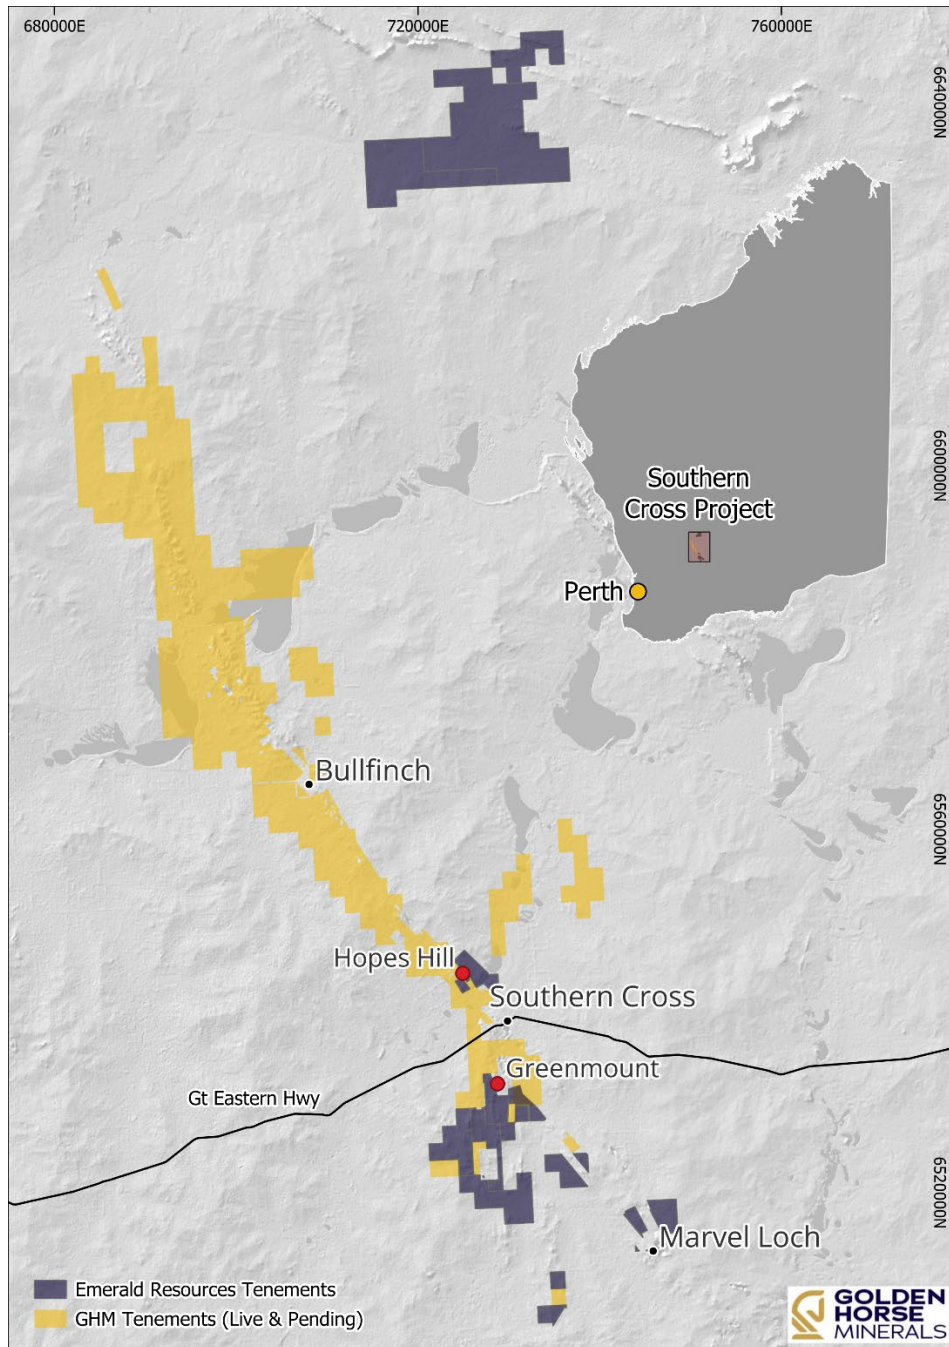 680000E
720000E
760000E
6640000N
6600000N
Southern
Cross Project
Perth
Bullfinch
6560000N
Hopes Hill
Southern Cross
Greenmount
Gt Eastern Hwy
6520000N
Marvel Loch
Emerald Resources Tenements
GHM Tenements (Live & Pending)
GOLDEN
HORSE
MINERALS